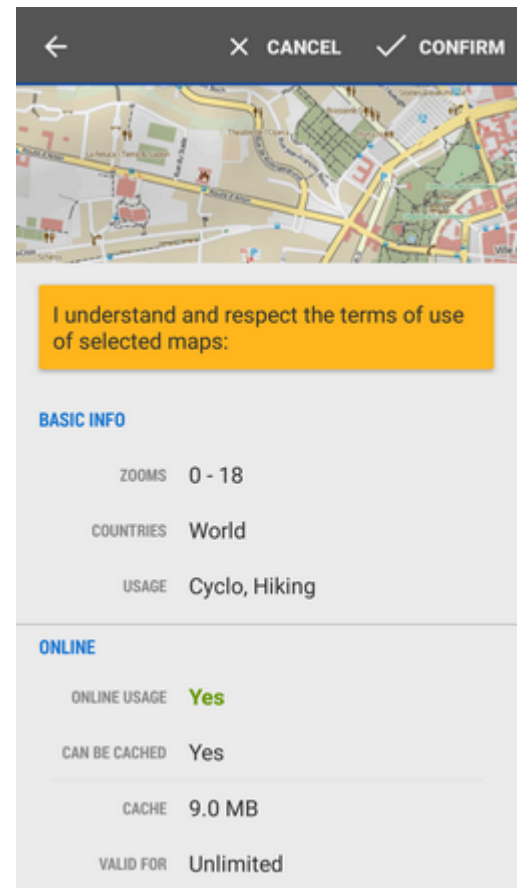 CANCEL CONFIRM
I understand and respect the terms of use
of selected maps:
BASIC INFO
ZOOMS 0 - 18
COUNTRIES World
USAGE Cyclo, Hiking
ONLINE
ONLINE USAGE Yes
CAN BE CACHED Yes
CACHE 9.0 MB
VALID FOR Unlimited